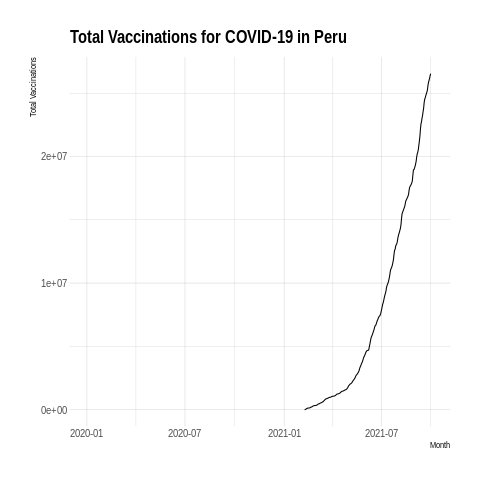 Total Vaccinations for COVID-19 in Peru
Total Vaccinations
2e+07
1e+07
0e+00
2020-01 2020-07 2021-01 2021-07
Month